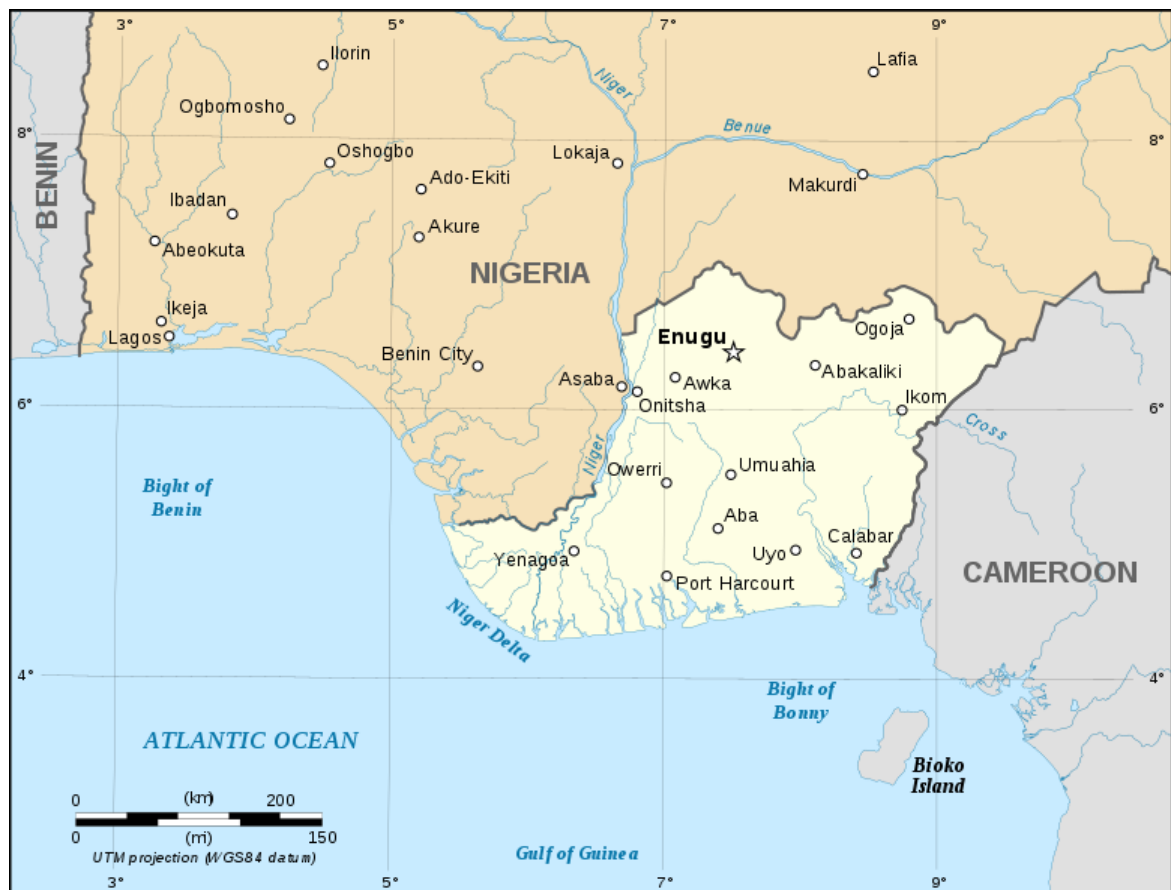 3°
5°
7°
9°
Ilorin
Niger
Lafia
Ogbomosho
Benue
8°
8°
BENIN
Oshogbo
Lokaja
Ado-Ekiti
Makurdi
Ibadan
Akure
Abeokuta
NIGERIA
Ikeja
Ogoja
Lagos
Enugu
Benin City
Asaba
Awka
Abakaliki
Onitsha
Ikom
6°
6°
Cross
Niger
Owerri
Umuahia
Bight of
Benin
Aba
Calabar
Yenagoa
Uyo
Port Harcourt
CAMEROON
Niger Delta
4°
4°
Bight of
Bonny
ATLANTIC OCEAN
Bioko
Island
0 (km) 200
0 (mi) 150
UTM projection (WGS84 datum)
Gulf of Guinea
3°
5°
7°
9°